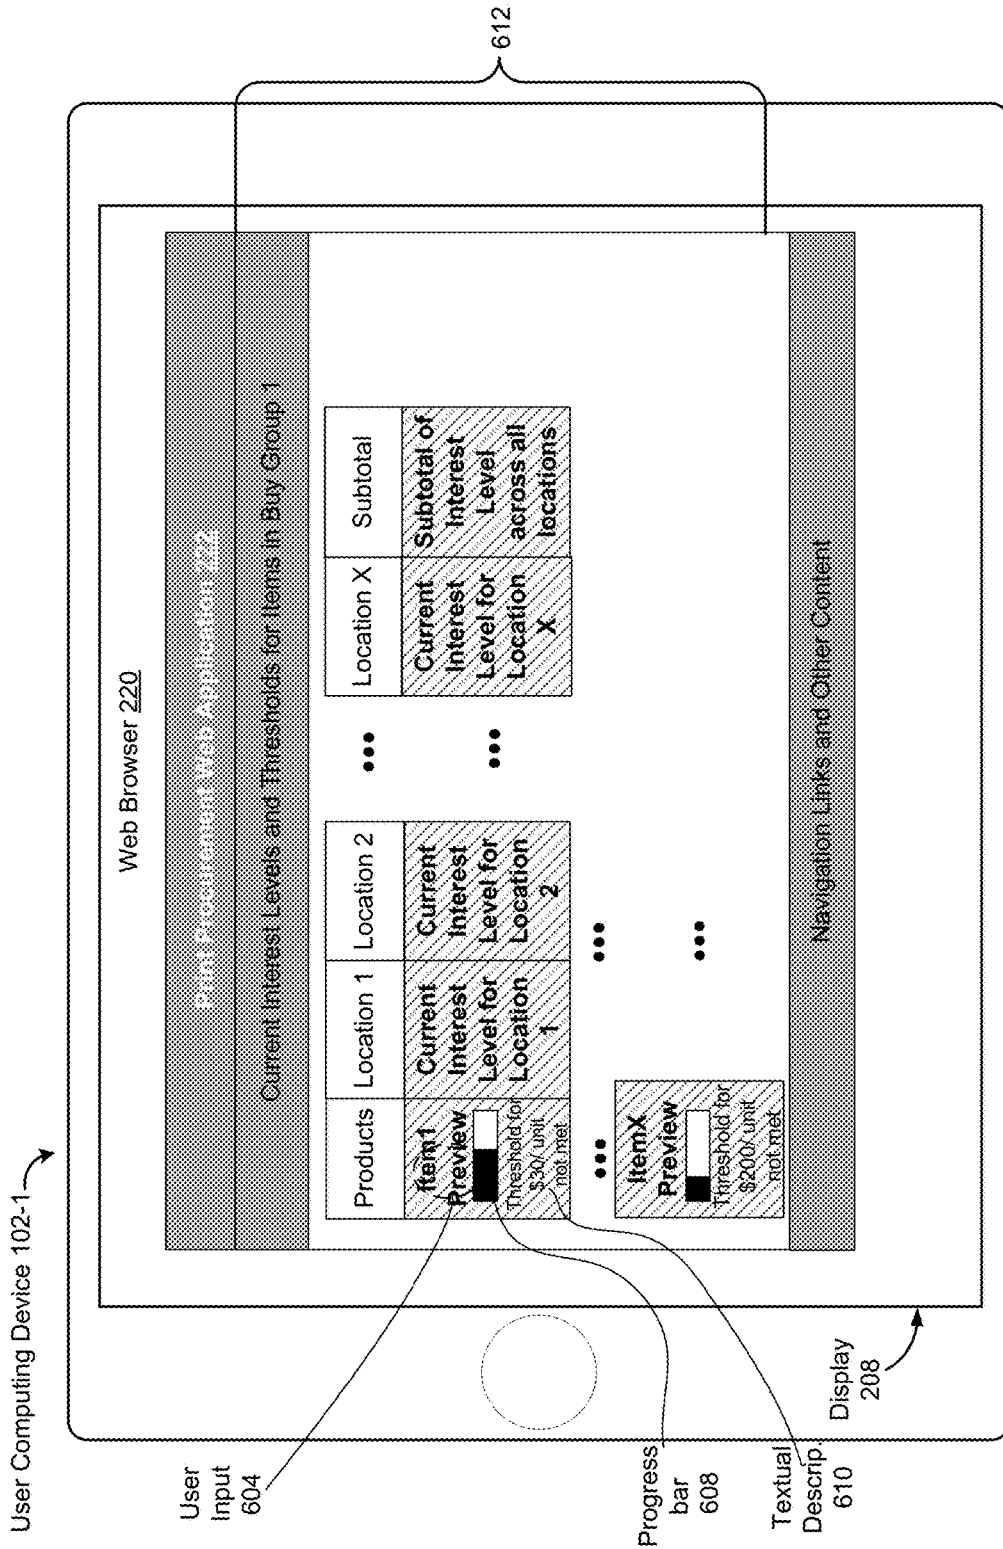 User Computing Device 102-1
Web Browser 220
Print Procurement Web Application 222
Current Interest Levels and Thresholds for Items in Buy Group 1
612
Products
Location 1
Location 2
•••
Location X
Subtotal
Item1
Preview
Threshold for
$30/ unit
not met
Current
Interest
Level for
Location
1
Current
Interest
Level for
Location
2
•••
Current
Interest
Level for
Location
X
Subtotal of
Interest
Level
across all
locations
•••
•••
ItemX
Preview
Threshold for
$200/ unit
not met
•••
Navigation Links and Other Content
User
Input
604
Progress
bar
608
Textual
Descrip.
610
Display
208